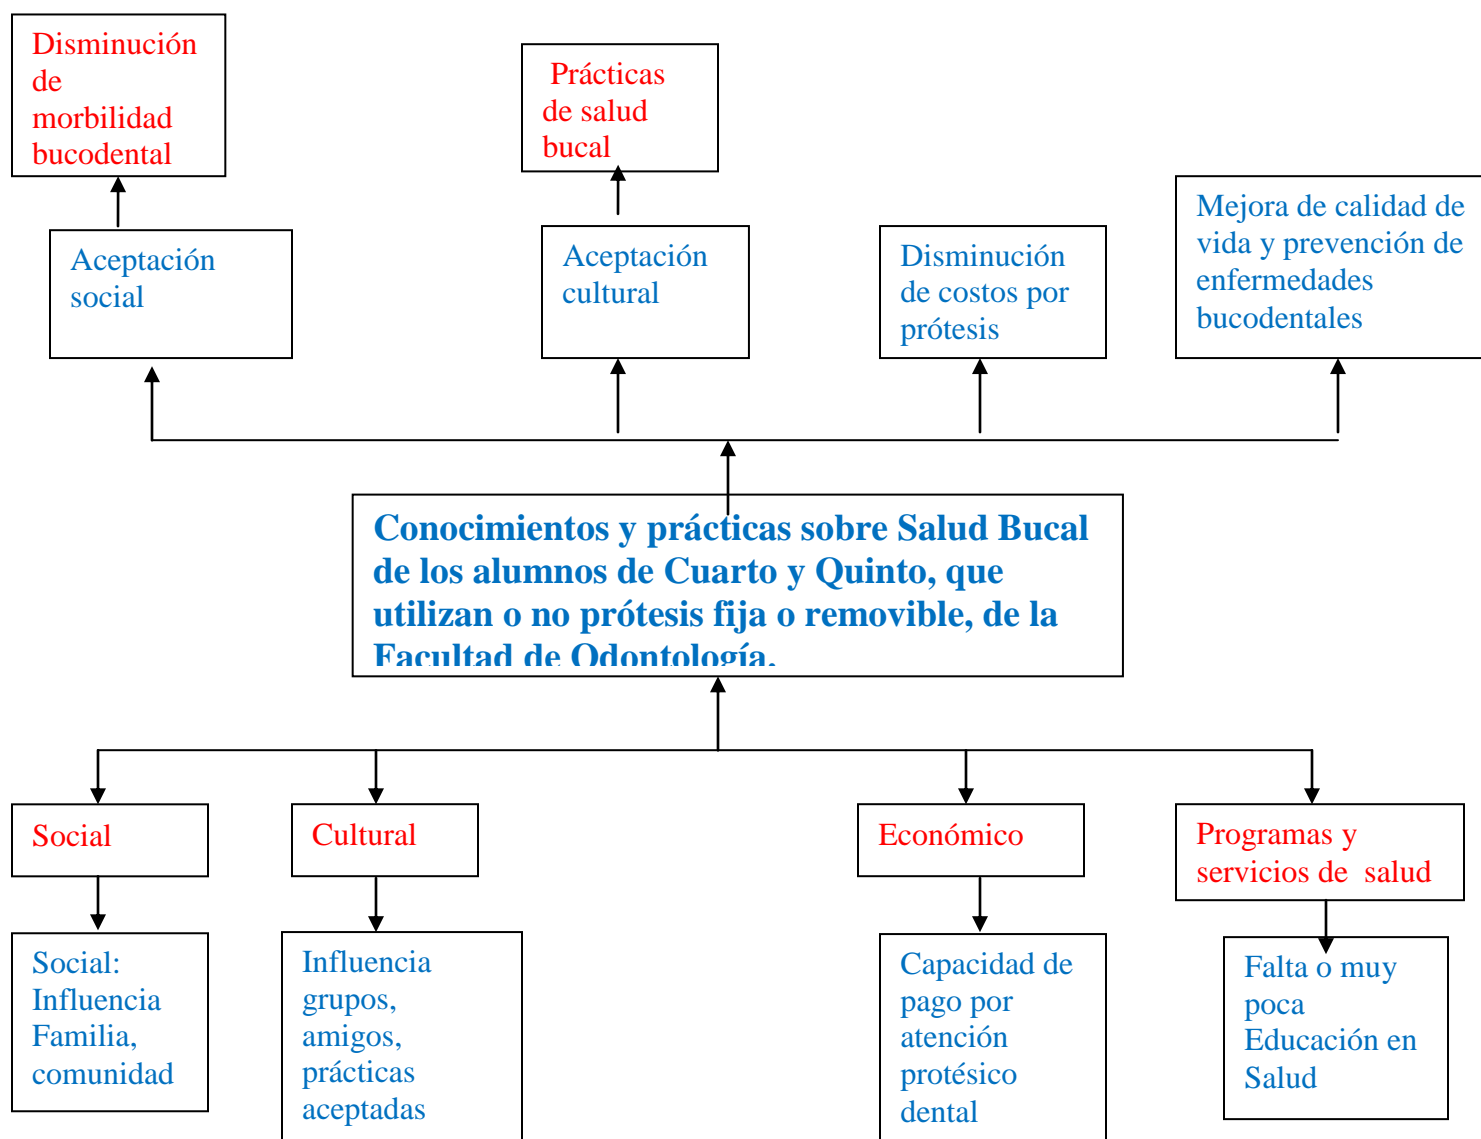 Disminución
de
morbilidad
bucodental
Prácticas
de salud
bucal
Aceptación
social
Aceptación
cultural
Disminución
de costos por
prótesis
Mejora de calidad de
vida y prevención de
enfermedades
bucodentales
Conocimientos y prácticas sobre Salud Bucal
de los alumnos de Cuarto y Quinto, que
utilizan o no prótesis fija o removible, de la
Facultad de Odontología.
Social
Cultural
Económico
Programas y
servicios de salud
Social:
Influencia
Familia,
comunidad
Influencia
grupos,
amigos,
prácticas
aceptadas
Capacidad de
pago por
atención
protésico
dental
Falta o muy
poca
Educación en
Salud